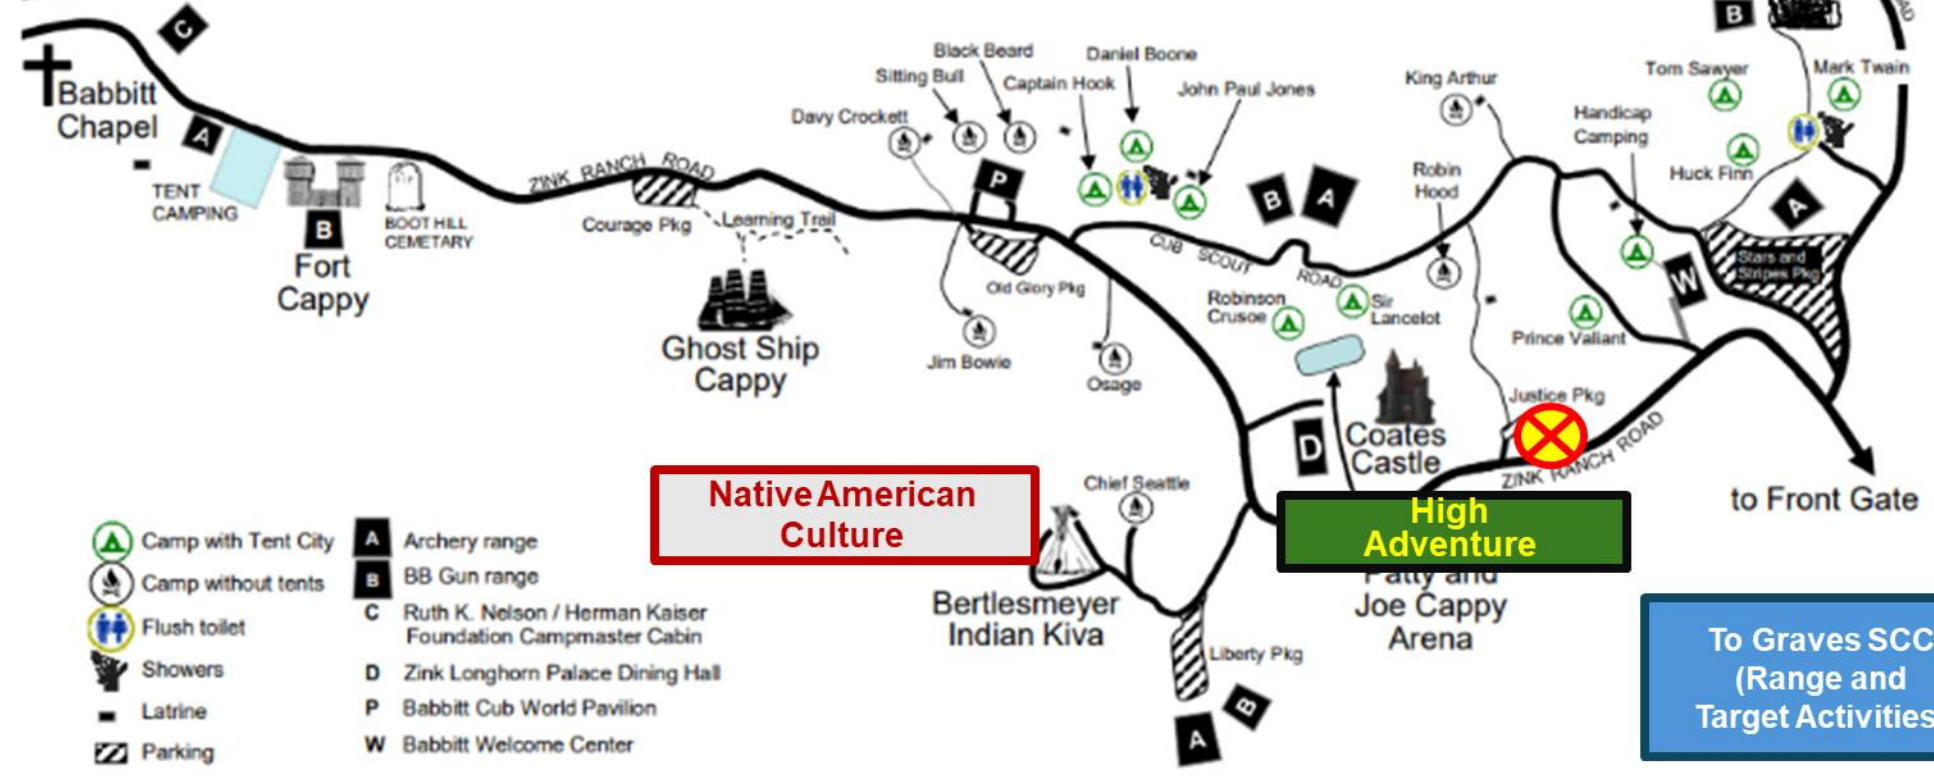 C
Babbitt
Chapel
A
TENT
CAMPING
B
Fort
Cappy
BOOT HILL
CEMETARY
ZINK RANCH ROAD
Courage Pkg
Learning Trail
Ghost Ship
Cappy
Davy Crockett
Sitting Bull
Black Beard
Captain Hook
Daniel Boone
John Paul Jones
P
Old Glory Pkg
Jim Bowie
Osage
CUB SCOUT ROAD
B
A
King Arthur
Robin
Hood
Handicap
Camping
Tom Sawyer
Mark Twain
Huck Finn
B
A
Stars and
Stripes Pkg
W
Robinson
Crusoe
Sir
Lancelot
Prince Valiant
Justice Pkg
D
Coates
Castle
ZINK RANCH ROAD
to Front Gate
Native American
Culture
Chief Seattle
High
Adventure
Patty and
Joe Cappy
Arena
Bertlesmeyer
Indian Kiva
Liberty Pkg
B
A
To Graves SCC
(Range and
Target Activities
Camp with Tent City
Camp without tents
Flush toilet
Showers
Latrine
Parking
A Archery range
B BB Gun range
C Ruth K. Nelson / Herman Kaiser
Foundation Campmaster Cabin
D Zink Longhorn Palace Dining Hall
P Babbitt Cub World Pavilion
W Babbitt Welcome Center